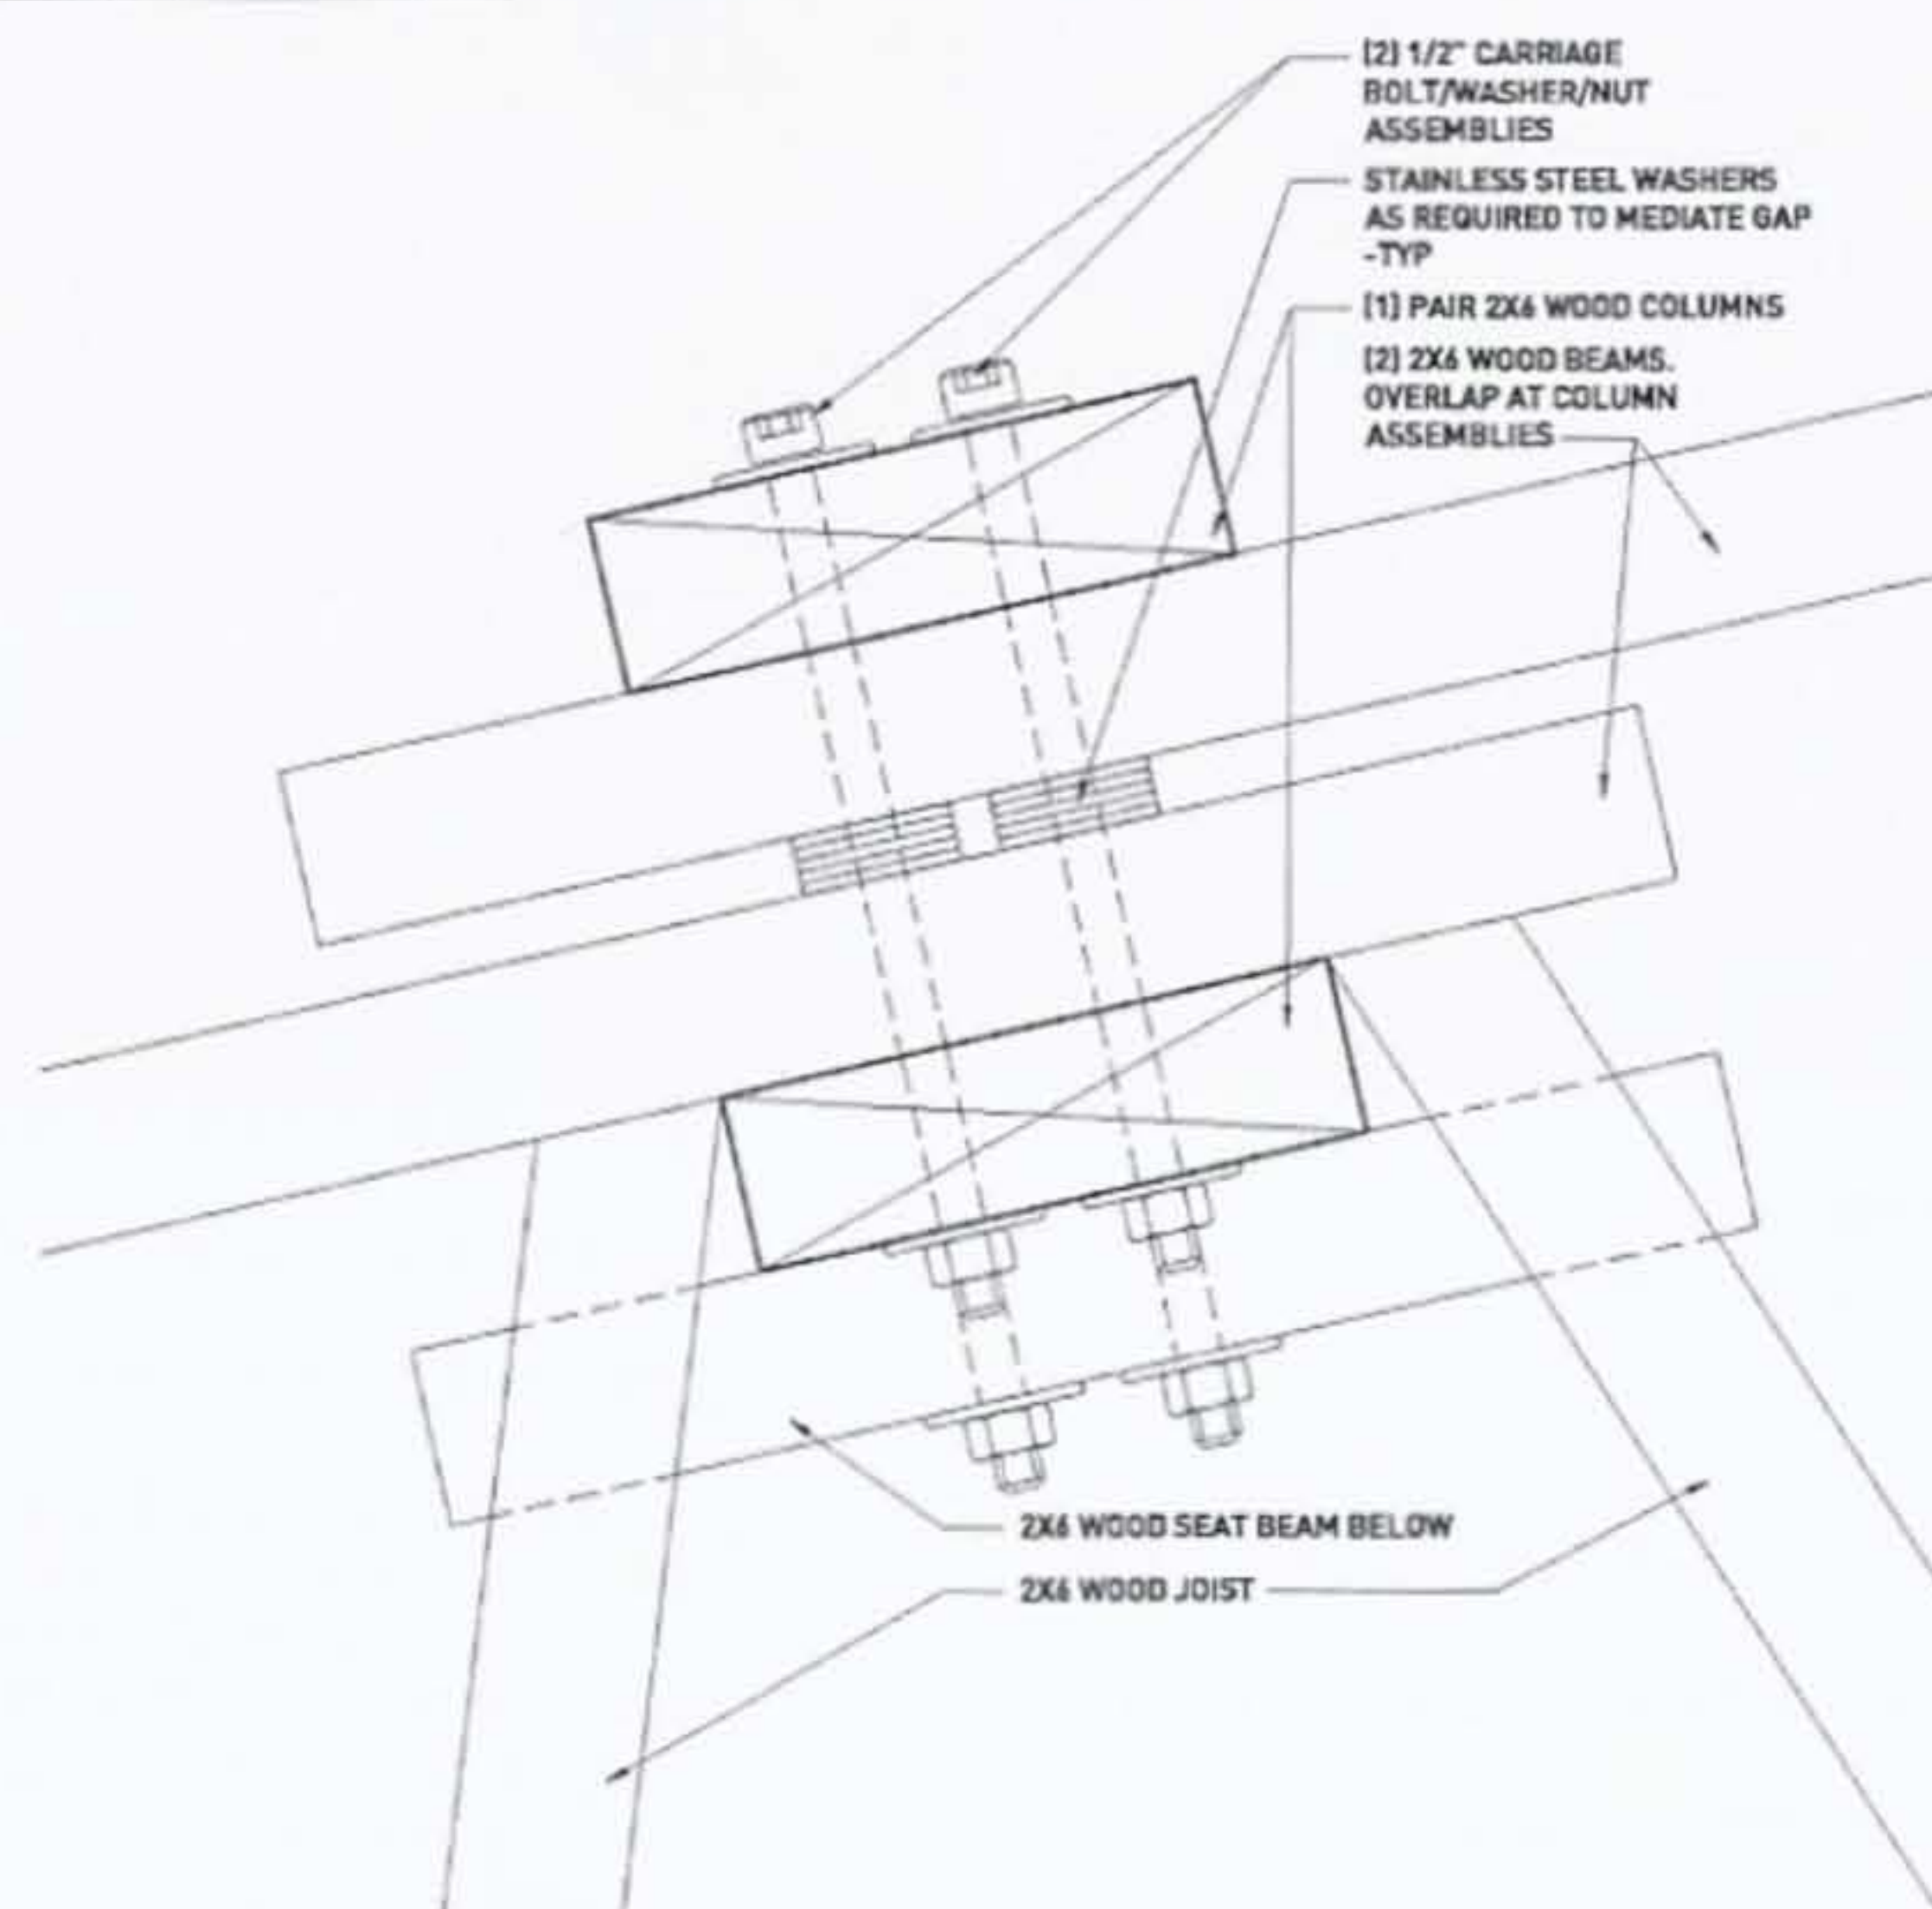 (2) 1/2" CARRIAGE
BOLT/WASHER/NUT
ASSEMBLIES
STAINLESS STEEL WASHERS
AS REQUIRED TO MEDIATE GAP
-TYP
(1) PAIR 2X6 WOOD COLUMNS
(2) 2X6 WOOD BEAMS.
OVERLAP AT COLUMN
ASSEMBLIES
2X6 WOOD SEAT BEAM BELOW
2X6 WOOD JOIST